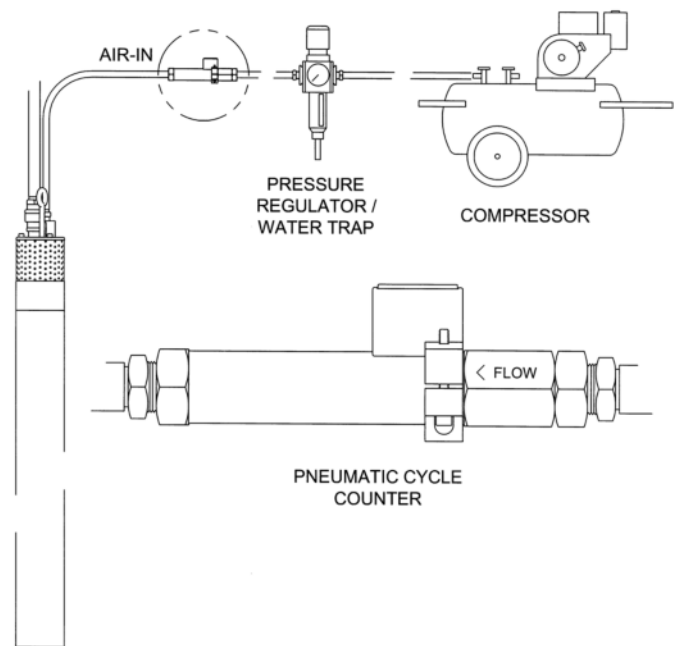 AIR-IN
PRESSURE
REGULATOR /
WATER TRAP
COMPRESSOR
< FLOW
PNEUMATIC CYCLE
COUNTER